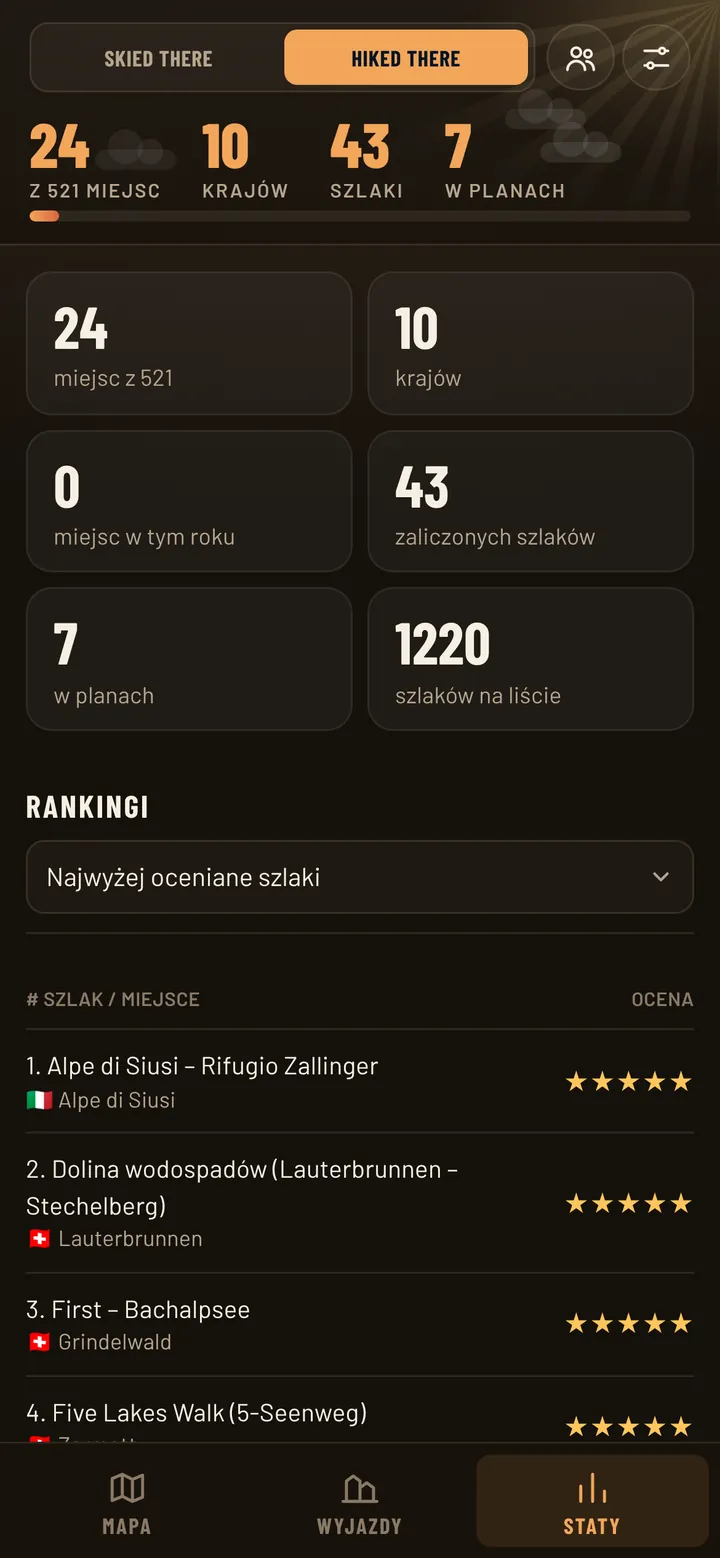 SKIED THERE
HIKED THERE
24
10
43
7
Z 521 MIEJSC
KRAJÓW
SZLAKI
W PLANACH
24
miejsc z 521
10
krajów
0
miejsc w tym roku
43
zaliczonych szlaków
7
w planach
1220
szlaków na liście
RANKINGI
Najwyżej oceniane szlaki
# SZLAK / MIEJSCE
OCENA
1. Alpe di Siusi – Rifugio Zallinger
Alpe di Siusi
★★★★★
2. Dolina wodospadów (Lauterbrunnen –
Stechelberg)
Lauterbrunnen
★★★★★
3. First – Bachalpsee
Grindelwald
★★★★★
4. Five Lakes Walk (5-Seenweg)
★★★★★
MAPA
WYJAZDY
STATY